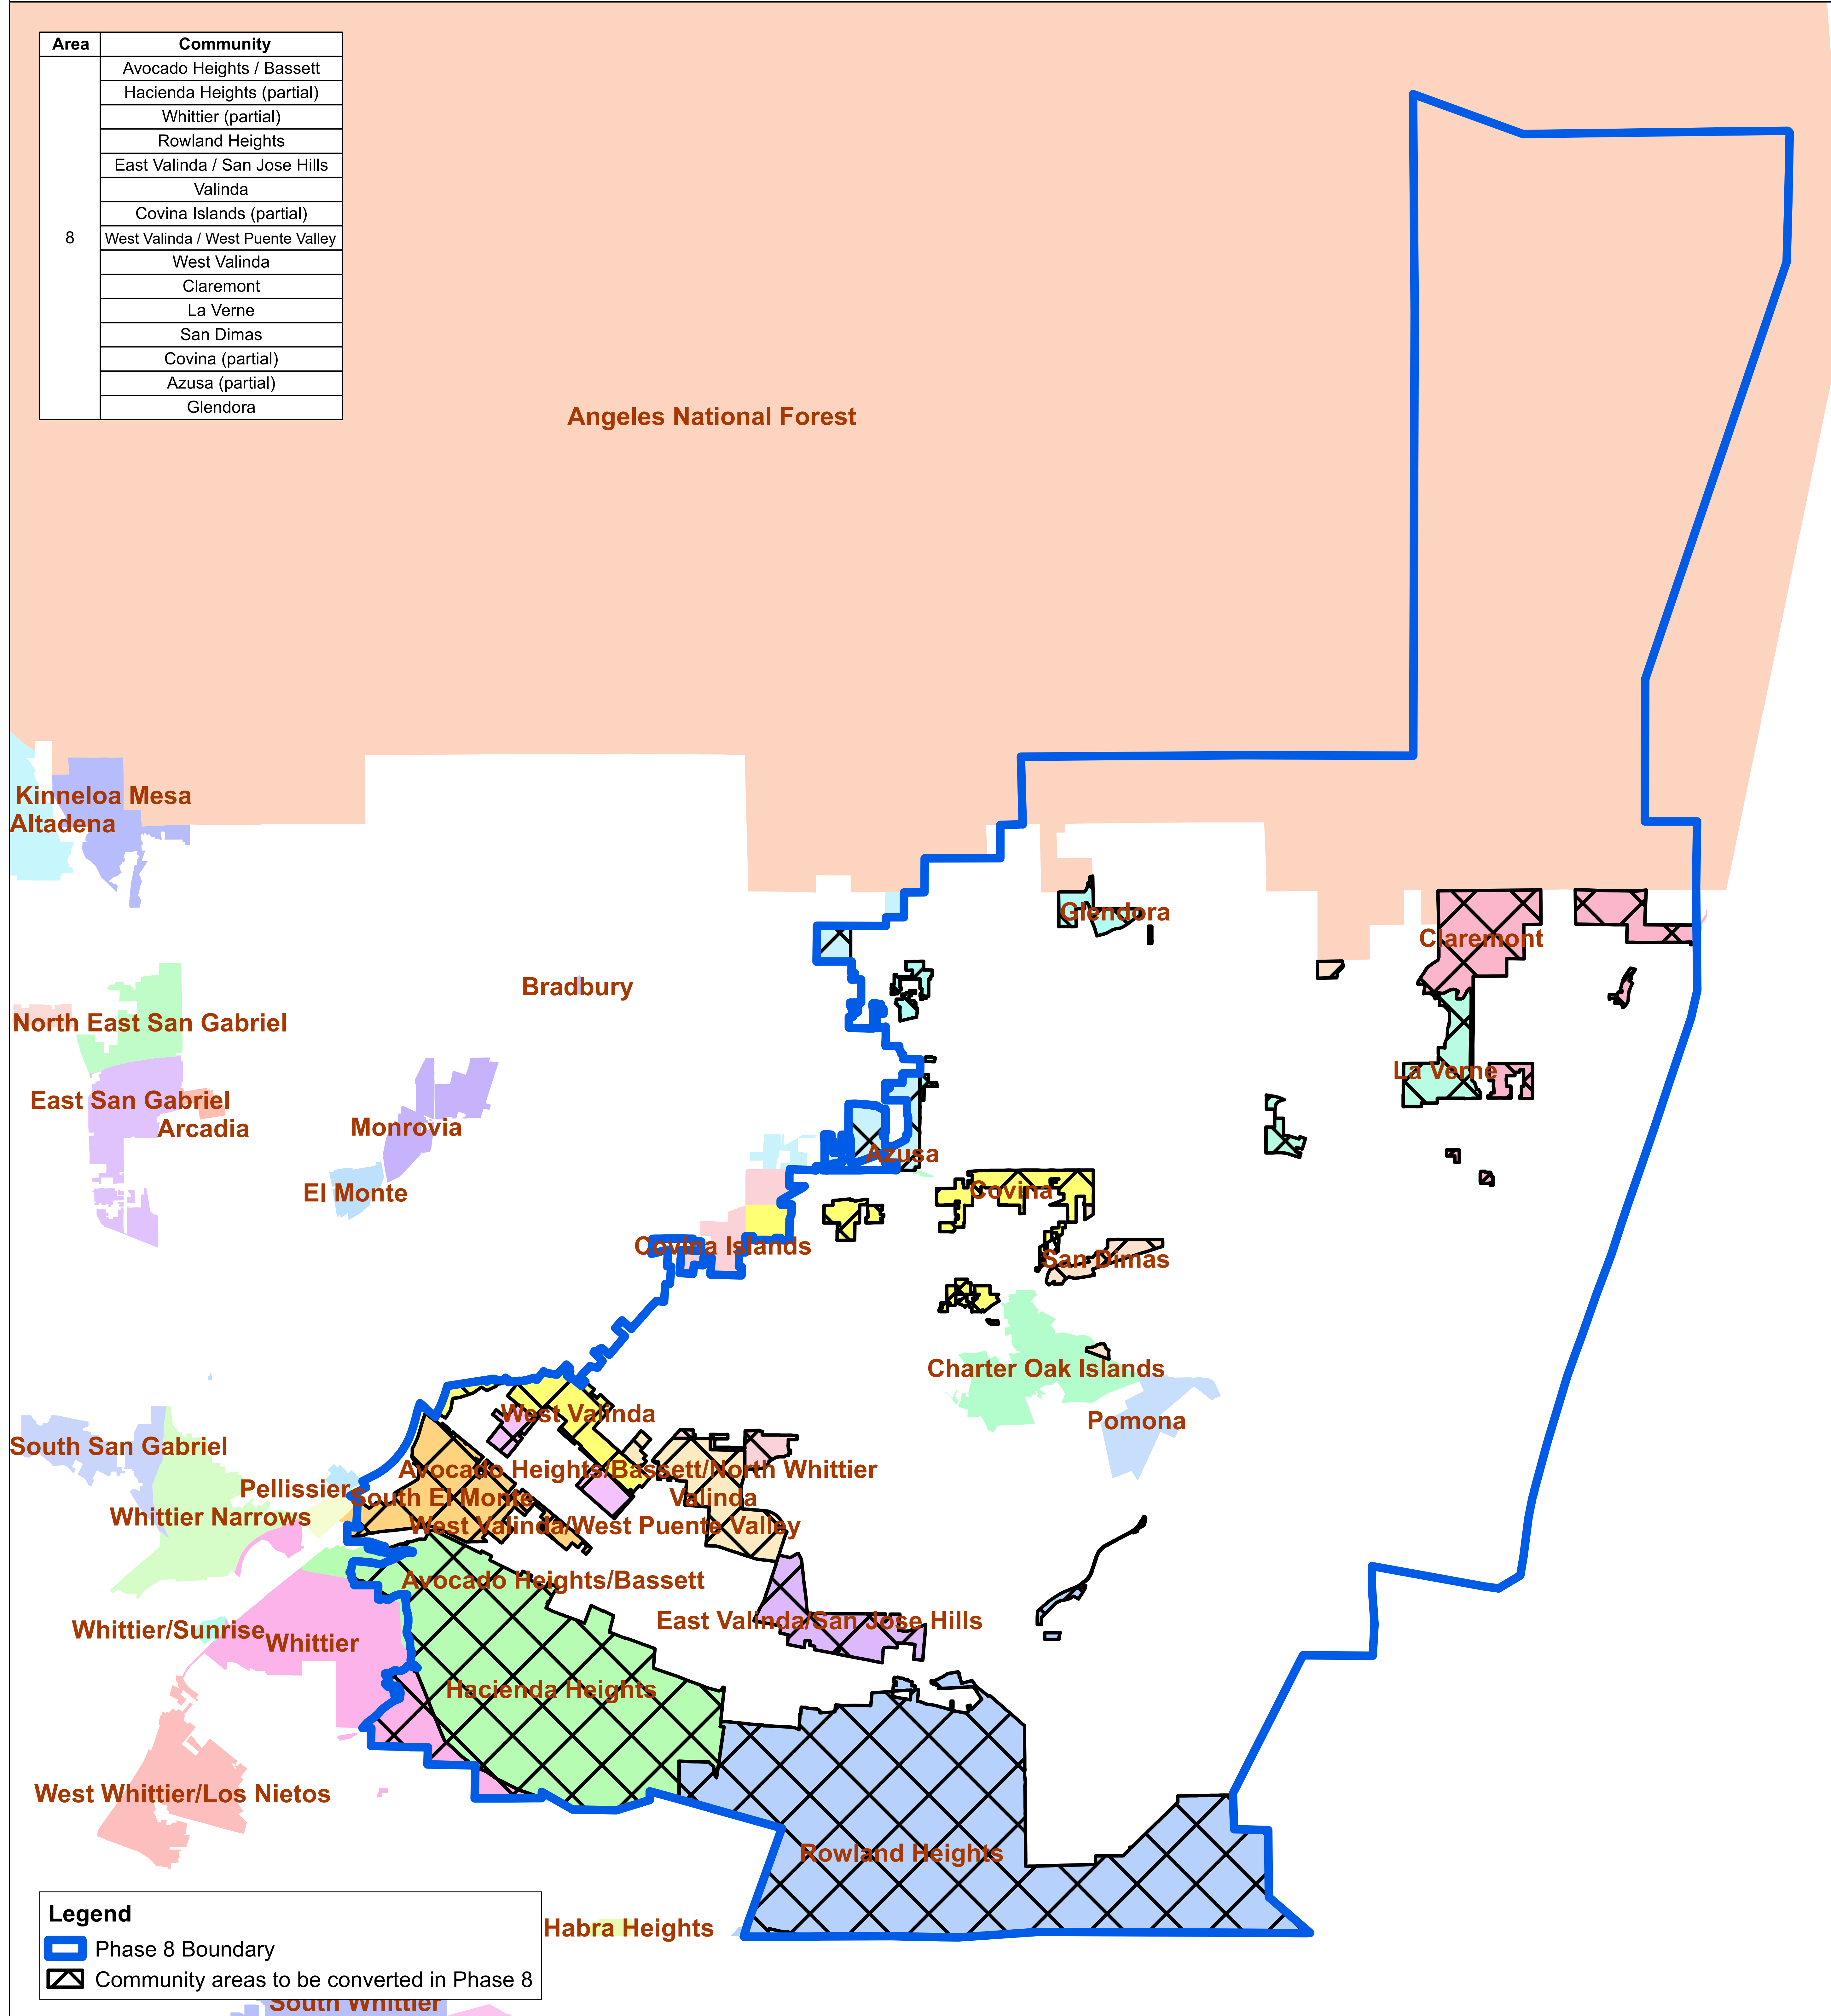 Area Community
8
Avocado Heights / Bassett
Hacienda Heights (partial)
Whittier (partial)
Rowland Heights
East Valinda / San Jose Hills
Valinda
Covina Islands (partial)
West Valinda / West Puente Valley
West Valinda
Claremont
La Verne
San Dimas
Covina (partial)
Azusa (partial)
Glendora
Angeles National Forest
Kinneloa Mesa
Altadena
Glendora
Claremont
Bradbury
North East San Gabriel
La Verne
East San Gabriel
Arcadia
Monrovia
Azusa
El Monte
Covina
Covina Islands
San Dimas
Charter Oak Islands
West Valinda
Pomona
South San Gabriel
Avocado Heights/Bassett/North Whittier
Pellissier
South El Monte
Valinda
Whittier Narrows
West Valinda/West Puente Valley
Avocado Heights/Bassett
East Valinda/San Jose Hills
Whittier/Sunrise
Whittier
Hacienda Heights
West Whittier/Los Nietos
Rowland Heights
Habra Heights
Legend
Phase 8 Boundary
Community areas to be converted in Phase 8
South Whittier